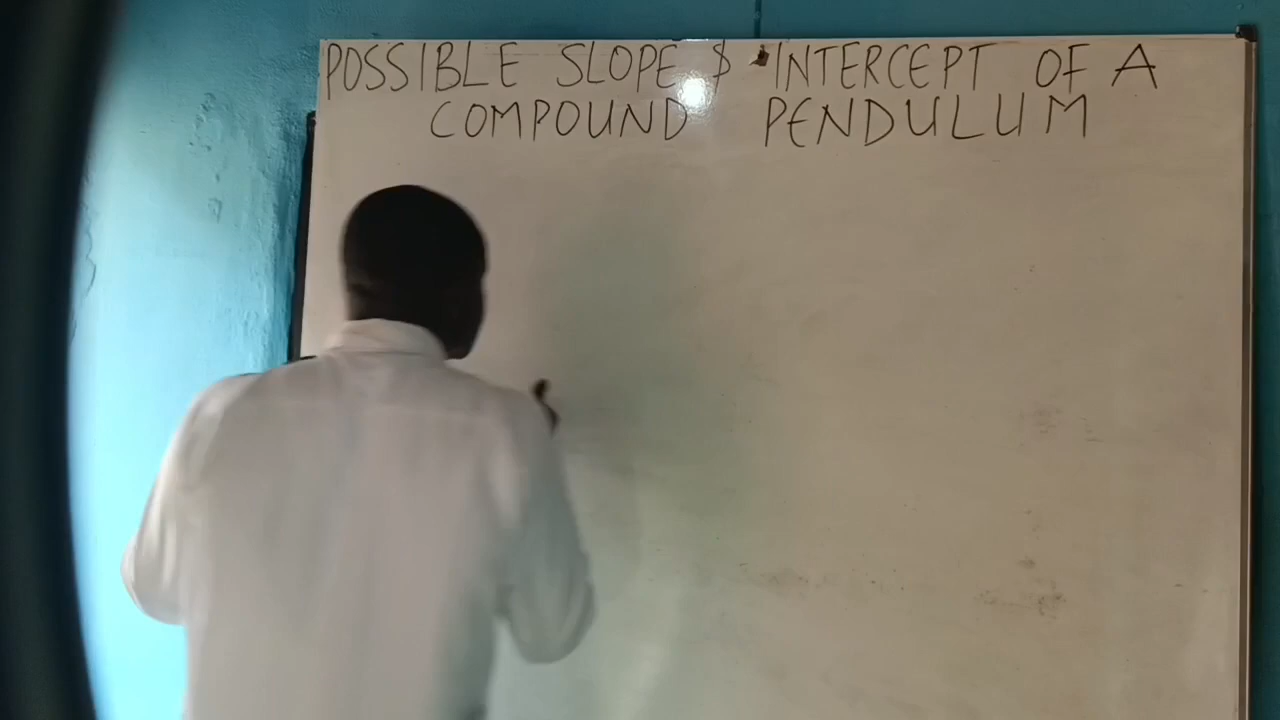 POSSIBLE SLOPE & INTERCEPT OF A
COMPOUND PENDULUM